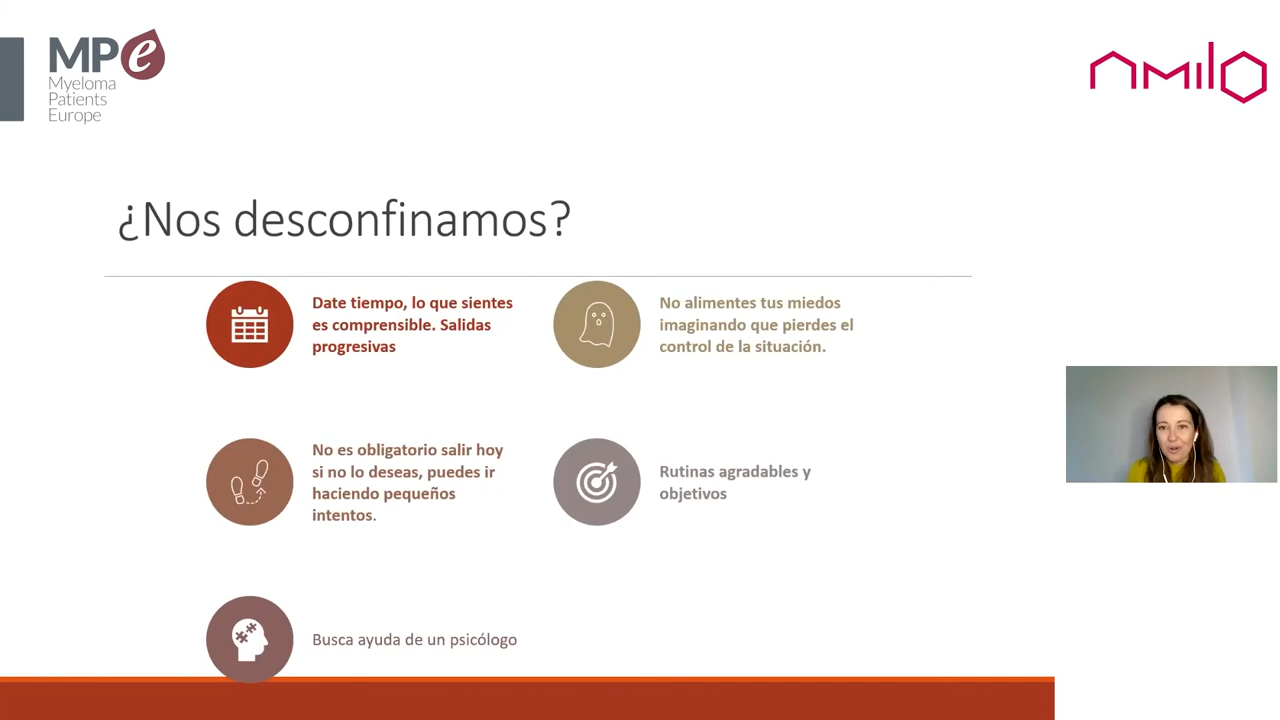 MPe
Myeloma
Patients
Europe
amilo
¿Nos desconfinamos?
Date tiempo, lo que sientes
es comprensible. Salidas
progresivas
No alimentes tus miedos
imaginando que pierdes el
control de la situación.
No es obligatorio salir hoy
si no lo deseas, puedes ir
haciendo pequeños
intentos.
Rutinas agradables y
objetivos
Busca ayuda de un psicólogo